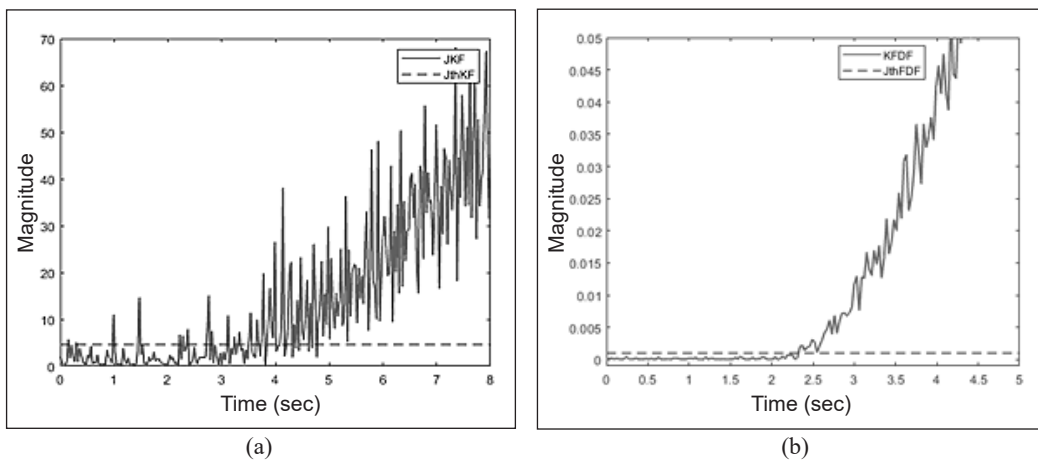 70
60
50
40
30
20
10
0
Magnitude
JKF
JthKF
0 1 2 3 4 5 6 7 8
Time (sec)
(a)
0.05
0.045
0.04
0.035
0.03
0.025
0.02
0.015
0.01
0.005
0
Magnitude
KFDF
JthFDF
0 0.5 1 1.5 2 2.5 3 3.5 4 4.5 5
Time (sec)
(b)